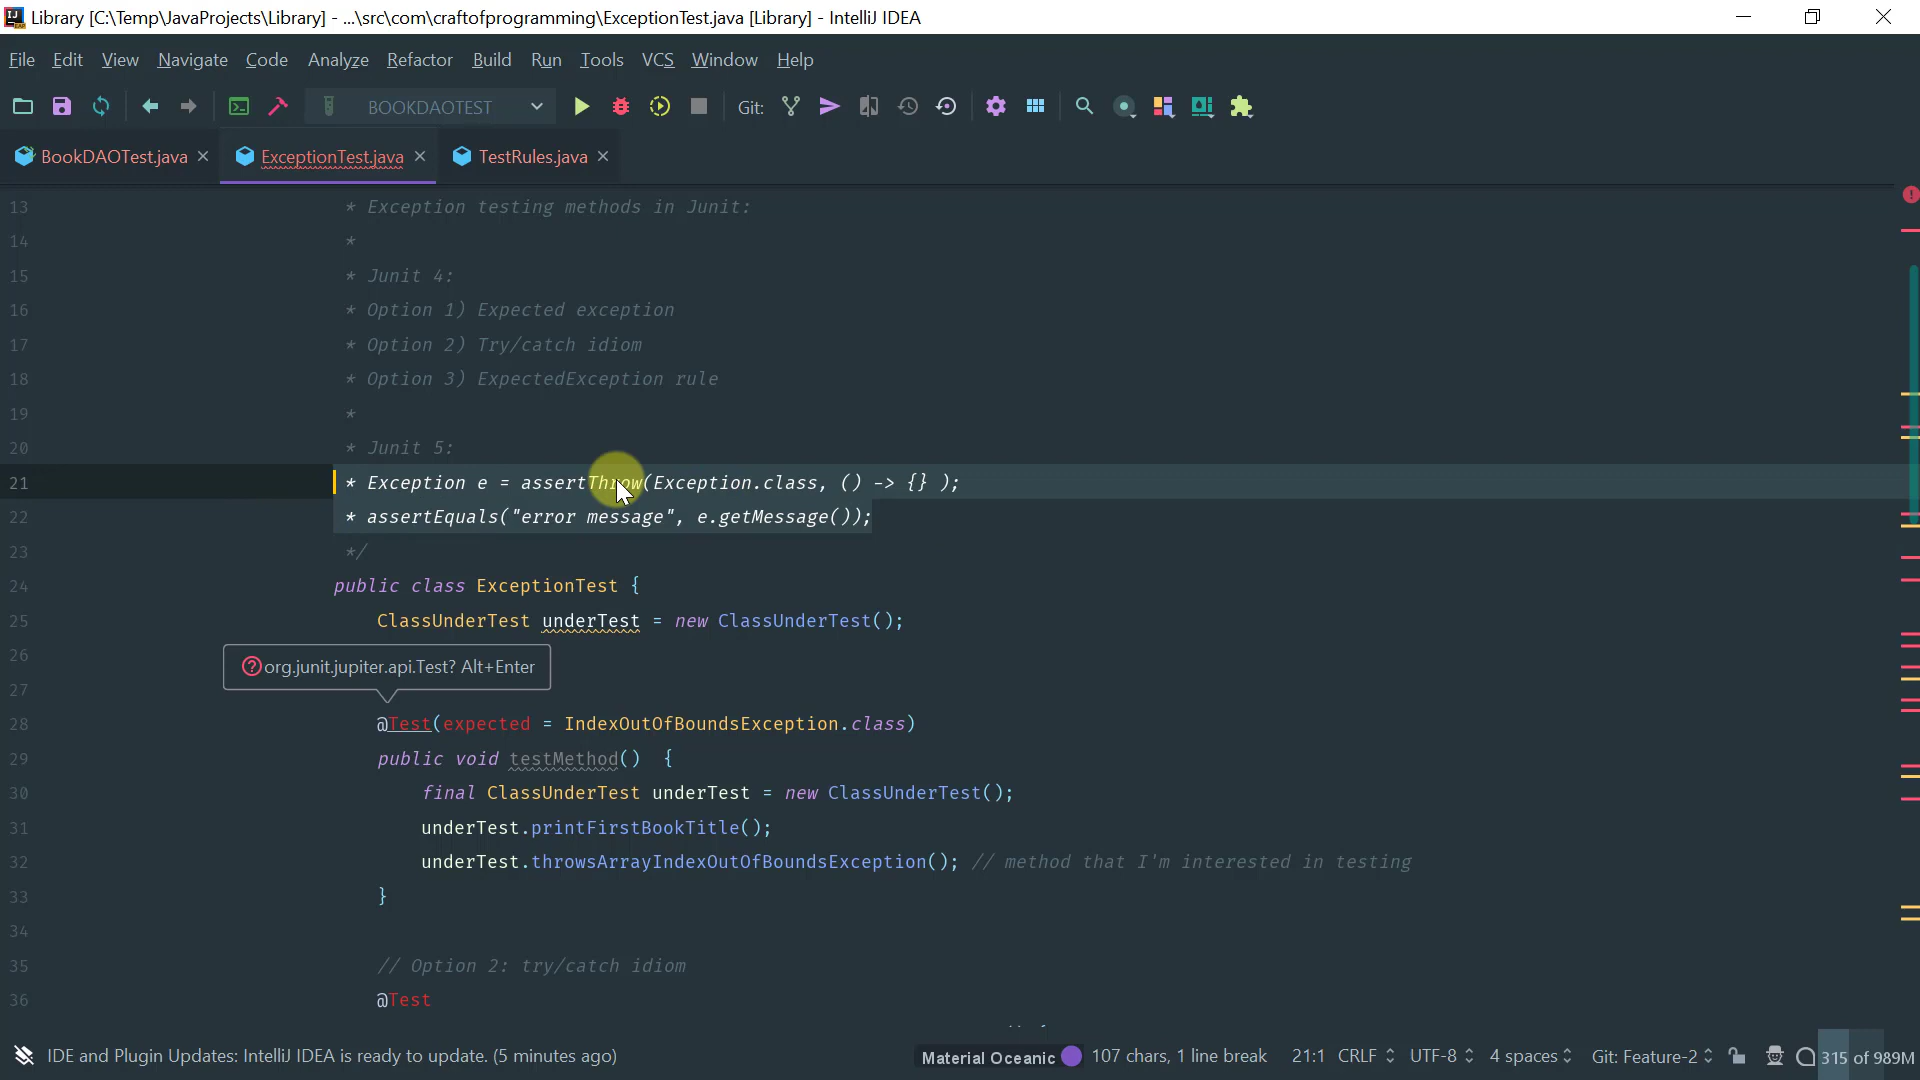 Library [C:\Temp\JavaProjects\Library] - ...\src\com\craftofprogramming\ExceptionTest.java [Library] - IntelliJ IDEA
File Edit View Navigate Code Analyze Refactor Build Run Tools VCS Window Help
BOOKDAOTEST Git:
BookDAOTest.java ExceptionTest.java TestRules.java
13 * Exception testing methods in Junit:
14 *
15 * Junit 4:
16 * Option 1) Expected exception
17 * Option 2) Try/catch idiom
18 * Option 3) ExpectedException rule
19 *
20 * Junit 5:
21 * Exception e = assertThrow(Exception.class, () -> {} );
22 * assertEquals("error message", e.getMessage());
23 */
24 public class ExceptionTest {
25 ClassUnderTest underTest = new ClassUnderTest();
26
org.junit.jupiter.api.Test? Alt+Enter
27
28 @Test(expected = IndexOutOfBoundsException.class)
29 public void testMethod() {
30 final ClassUnderTest underTest = new ClassUnderTest();
31 underTest.printFirstBookTitle();
32 underTest.throwsArrayIndexOutOfBoundsException(); // method that I'm interested in testing
33 }
34
35 // Option 2: try/catch idiom
36 @Test
IDE and Plugin Updates: IntelliJ IDEA is ready to update. (5 minutes ago) Material Oceanic 107 chars, 1 line break 21:1 CRLF UTF-8 4 spaces Git: Feature-2 315 of 989M